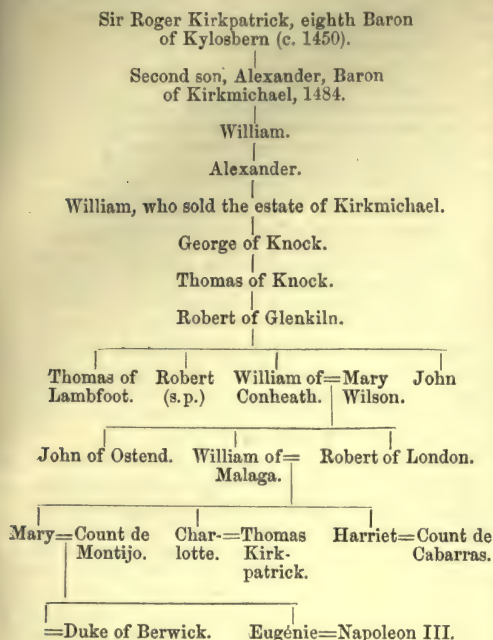 Sir Roger Kirkpatrick, eighth Baron
of Kylosbern (c. 1450).
Second son, Alexander, Baron
of Kirkmichael, 1484.
William.
Alexander.
William, who sold the estate of Kirkmichael.
George of Knock.
Thomas of Knock.
Robert of Glenkiln.
Thomas of Robert William of=Mary John
Lambfoot. (s.p.) Conheath. Wilson.
John of Ostend. William of= Robert of London.
Malaga.
Mary=Count de Char-=Thomas Harriet=Count de
Montijo. lotte. Kirk- Cabarras.
patrick.
=Duke of Berwick. Eugénie=Napoleon III.